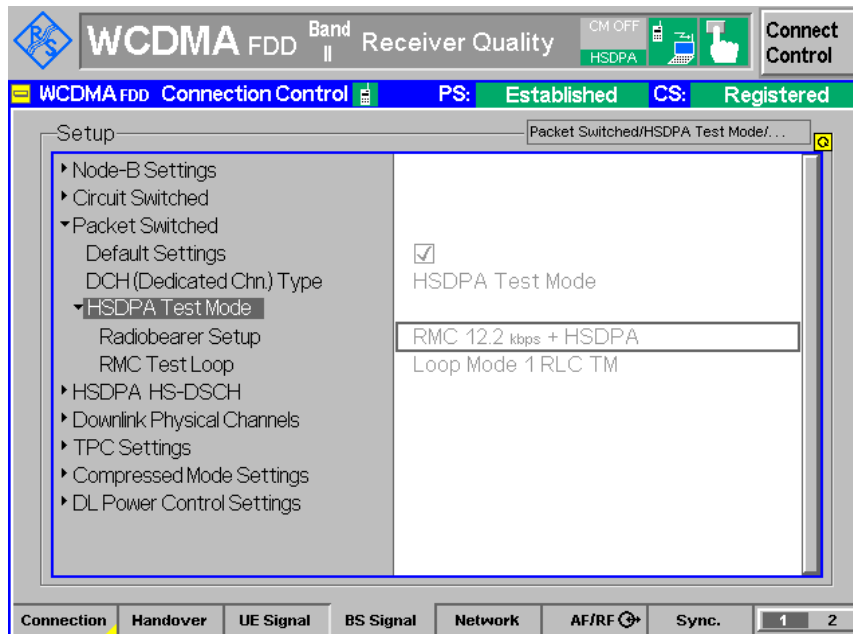 R&S WCDMA FDD Band II Receiver Quality CM OFF HSDPA Connect Control
WCDMA FDD Connection Control PS: Established CS: Registered
Setup Packet Switched/HSDPA Test Mode/...
Node-B Settings
Circuit Switched
Packet Switched
Default Settings
DCH (Dedicated Chn.) Type HSDPA Test Mode
HSDPA Test Mode
Radiobearer Setup RMC 12.2 kbps + HSDPA
RMC Test Loop Loop Mode 1 RLC TM
HSDPA HS-DSCH
Downlink Physical Channels
TPC Settings
Compressed Mode Settings
DL Power Control Settings
Connection Handover UE Signal BS Signal Network AF/RF Sync. 1 2